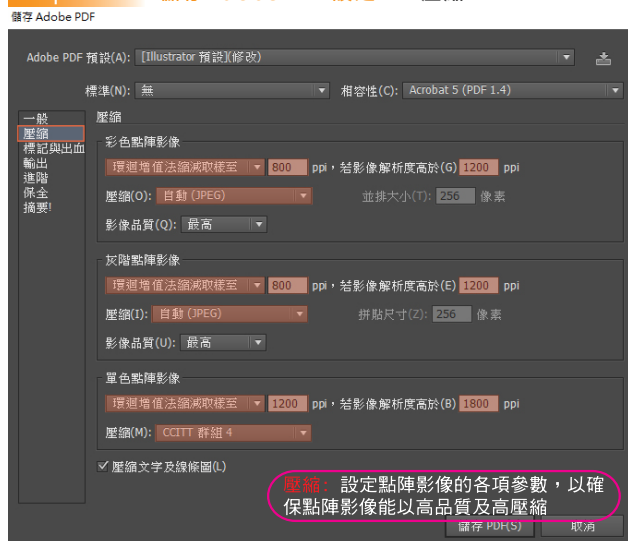 儲存 Adobe PDF
Adobe PDF 預設(A): [Illustrator 預設](修改)
標準(N): 無 相容性(C): Acrobat 5 (PDF 1.4)
一般
壓縮
標記與出血
輸出
進階
保全
摘要!
壓縮
彩色點陣影像
環迴增值法縮減取樣至 800 ppi，若影像解析度高於(G) 1200 ppi
壓縮(O): 自動 (JPEG) 並排大小(T): 256 像素
影像品質(Q): 最高
灰階點陣影像
環迴增值法縮減取樣至 800 ppi，若影像解析度高於(E) 1200 ppi
壓縮(I): 自動 (JPEG) 拼貼尺寸(Z): 256 像素
影像品質(U): 最高
單色點陣影像
環迴增值法縮減取樣至 1200 ppi，若影像解析度高於(B) 1800 ppi
壓縮(M): CCITT 群組 4
壓縮文字及線條圖(L)
壓縮: 設定點陣影像的各項參數，以確
保點陣影像能以高品質及高壓縮
儲存 PDF(S) 取消